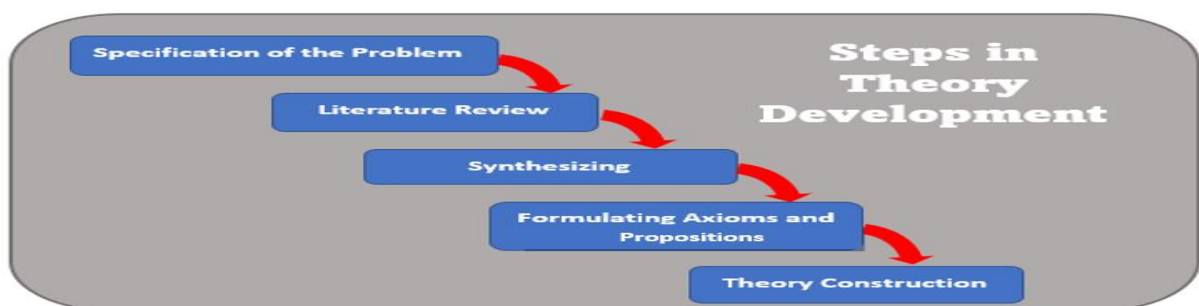 Steps in
Theory
Development
Specification of the Problem
Literature Review
Synthesizing
Formulating Axioms and
Propositions
Theory Construction